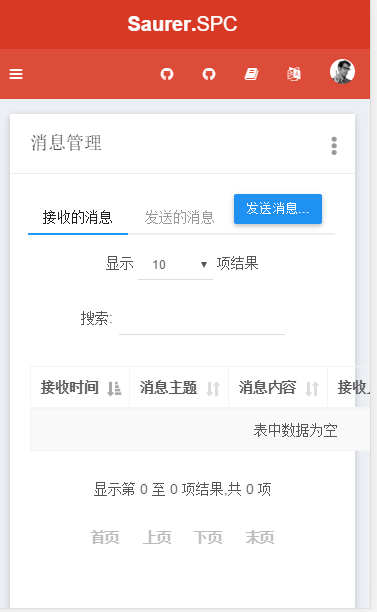 Saurer.SPC
消息管理
接收的消息 发送的消息 发送消息...
显示 10 项结果
搜索:
接收时间 消息主题 消息内容 接收
表中数据为空
显示第 0 至 0 项结果,共 0 项
首页 上页 下页 末页